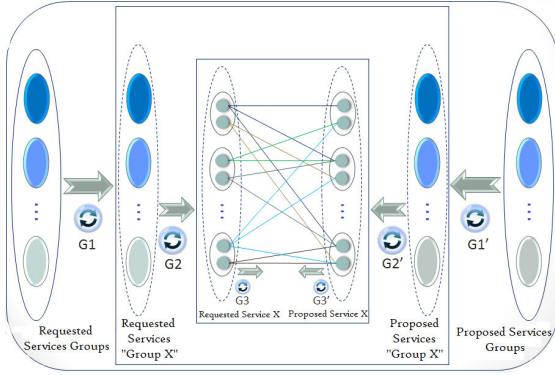 G1
G2
G3
G3'
G2'
G1'
Requested Service X
Proposed Service X
Requested
Services Groups
Requested
Services
"Group X"
Proposed
Services
"Group X"
Proposed Services
Groups